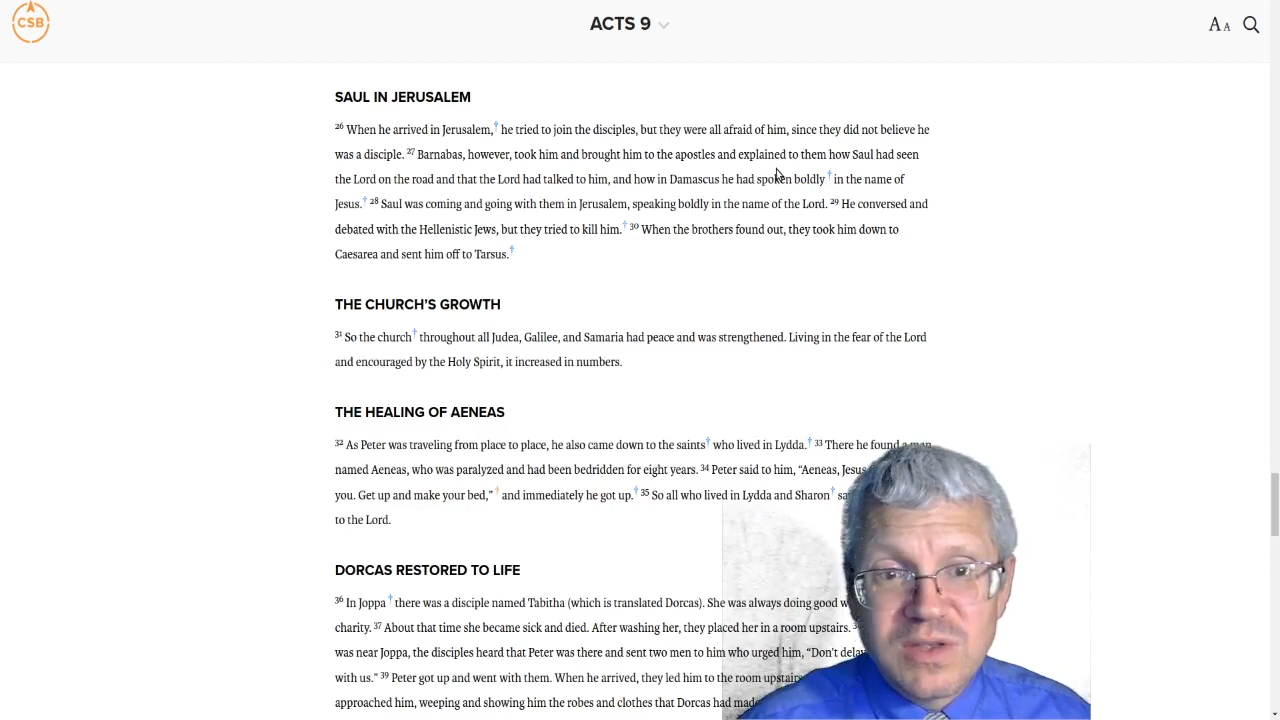 CSB
ACTS 9
AA
SAUL IN JERUSALEM
26 When he arrived in Jerusalem,† he tried to join the disciples, but they were all afraid of him, since they did not believe he
was a disciple. 27 Barnabas, however, took him and brought him to the apostles and explained to them how Saul had seen
the Lord on the road and that the Lord had talked to him, and how in Damascus he had spoken boldly † in the name of
Jesus.† 28 Saul was coming and going with them in Jerusalem, speaking boldly in the name of the Lord. 29 He conversed and
debated with the Hellenistic Jews, but they tried to kill him.† 30 When the brothers found out, they took him down to
Caesarea and sent him off to Tarsus.†
THE CHURCH’S GROWTH
31 So the church† throughout all Judea, Galilee, and Samaria had peace and was strengthened. Living in the fear of the Lord
and encouraged by the Holy Spirit, it increased in numbers.
THE HEALING OF AENEAS
32 As Peter was traveling from place to place, he also came down to the saints† who lived in Lydda.† 33 There he found a man
named Aeneas, who was paralyzed and had been bedridden for eight years. 34 Peter said to him, “Aeneas, Jesus
you. Get up and make your bed,”† and immediately he got up.† 35 So all who lived in Lydda and Sharon†
to the Lord.
DORCAS RESTORED TO LIFE
36 In Joppa † there was a disciple named Tabitha (which is translated Dorcas). She was always doing good
charity. 37 About that time she became sick and died. After washing her, they placed her in a room upstairs.
was near Joppa, the disciples heard that Peter was there and sent two men to him who urged him, “Don’t delay
with us.” 39 Peter got up and went with them. When he arrived, they led him to the room upstairs
approached him, weeping and showing him the robes and clothes that Dorcas had made